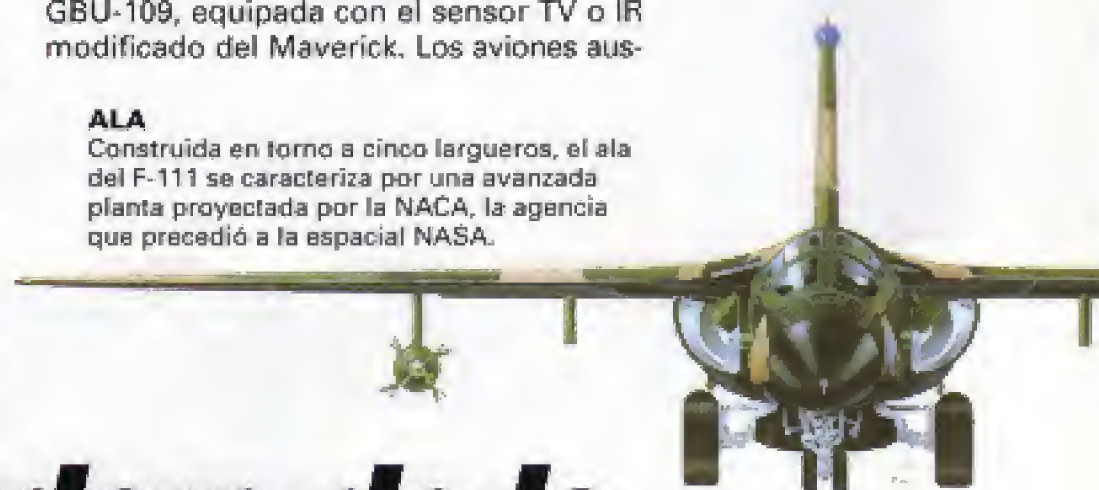 GBU-109, equipada con el sensor TV o IR
modificado del Maverick. Los aviones aus-
ALA
Construida en torno a cinco largueros, el ala
del F-111 se caracteriza por una avanzada
planta proyectada por la NACA, la agencia
que precedió a la espacial NASA.